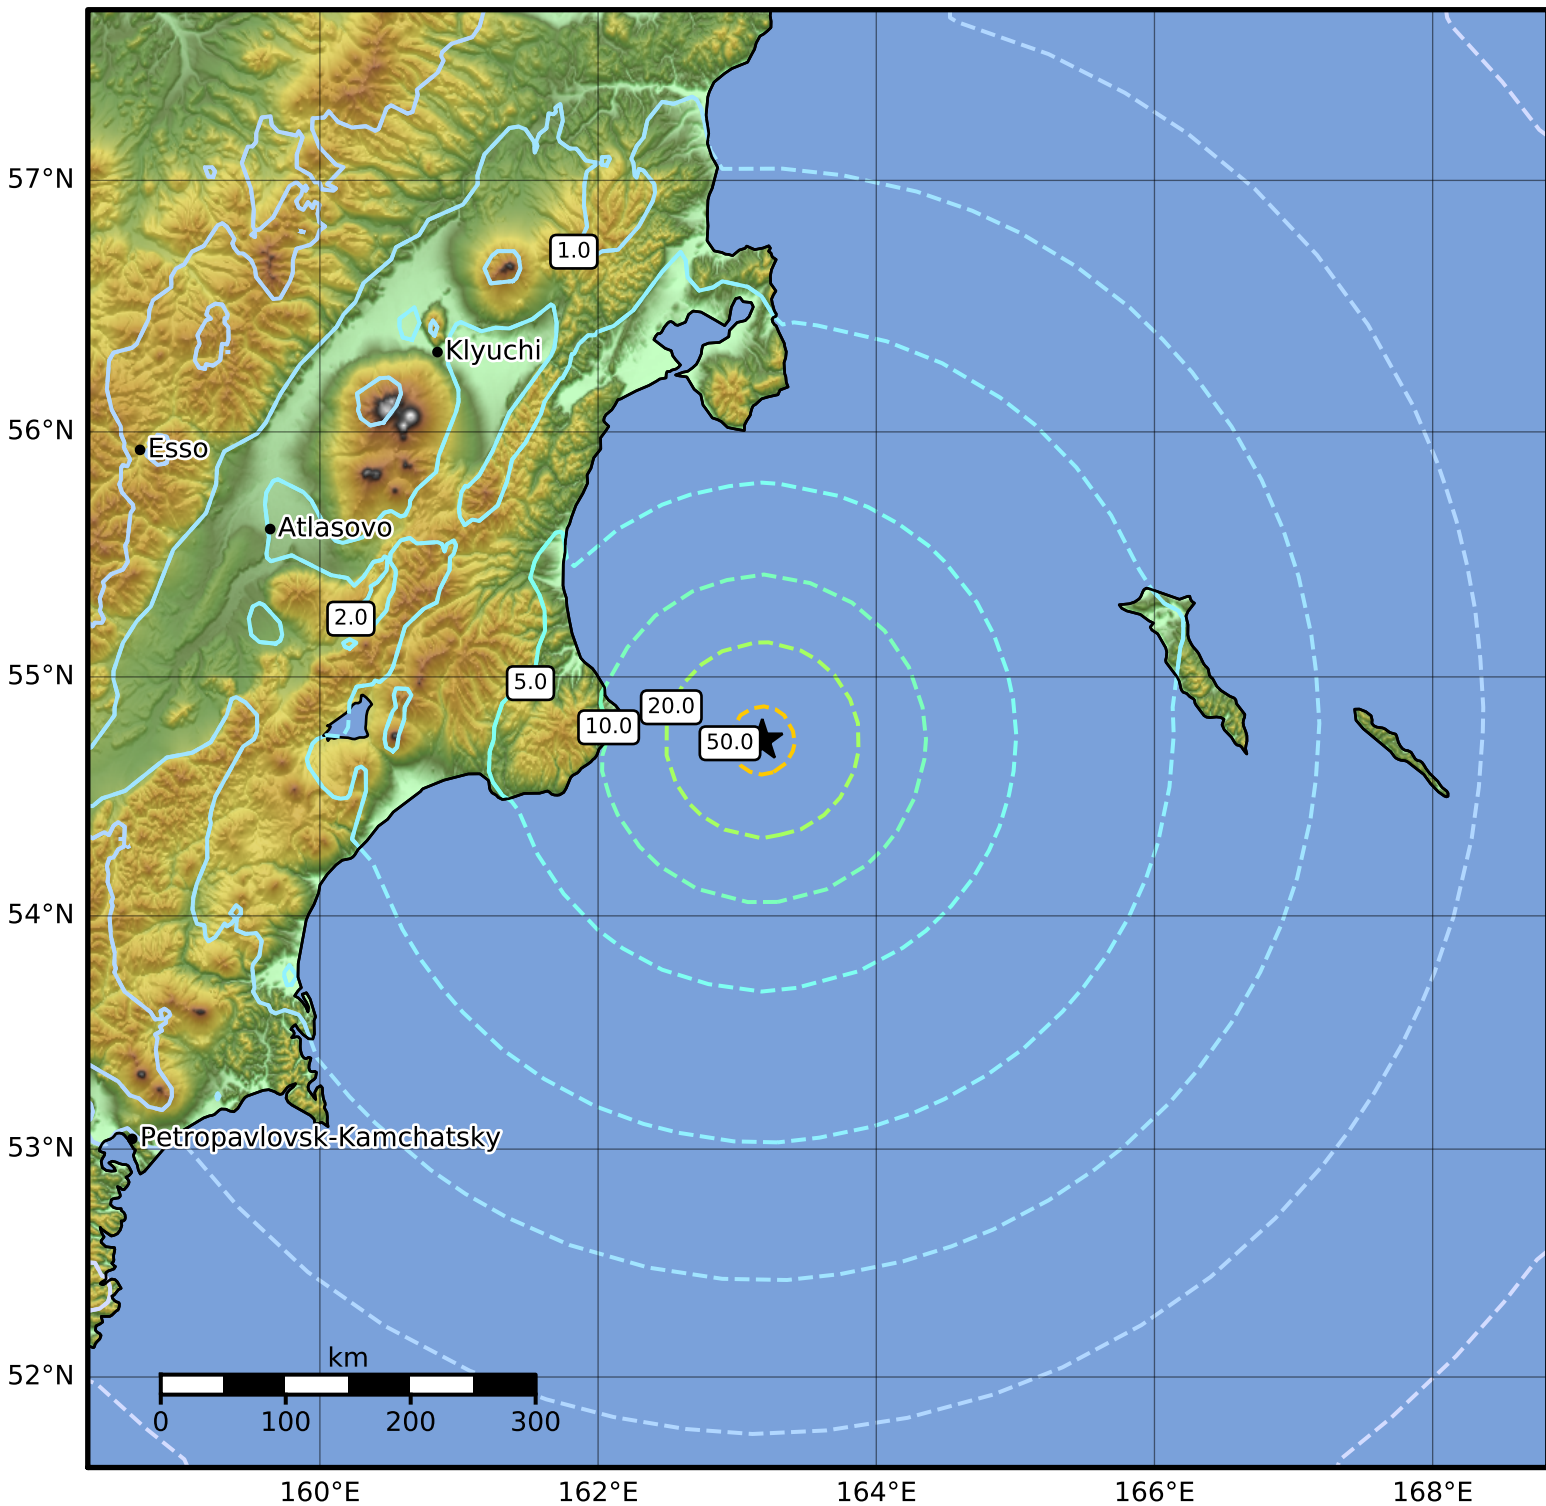 57°N
1.0
Klyuchi
56°N
Esso
Atlasovo
2.0
55°N
5.0
20.0
10.0
50.0
54°N
53°N
Petropavlovsk-Kamchatsky
52°N
km
0 100 200 300
160°E 162°E 164°E 166°E 168°E